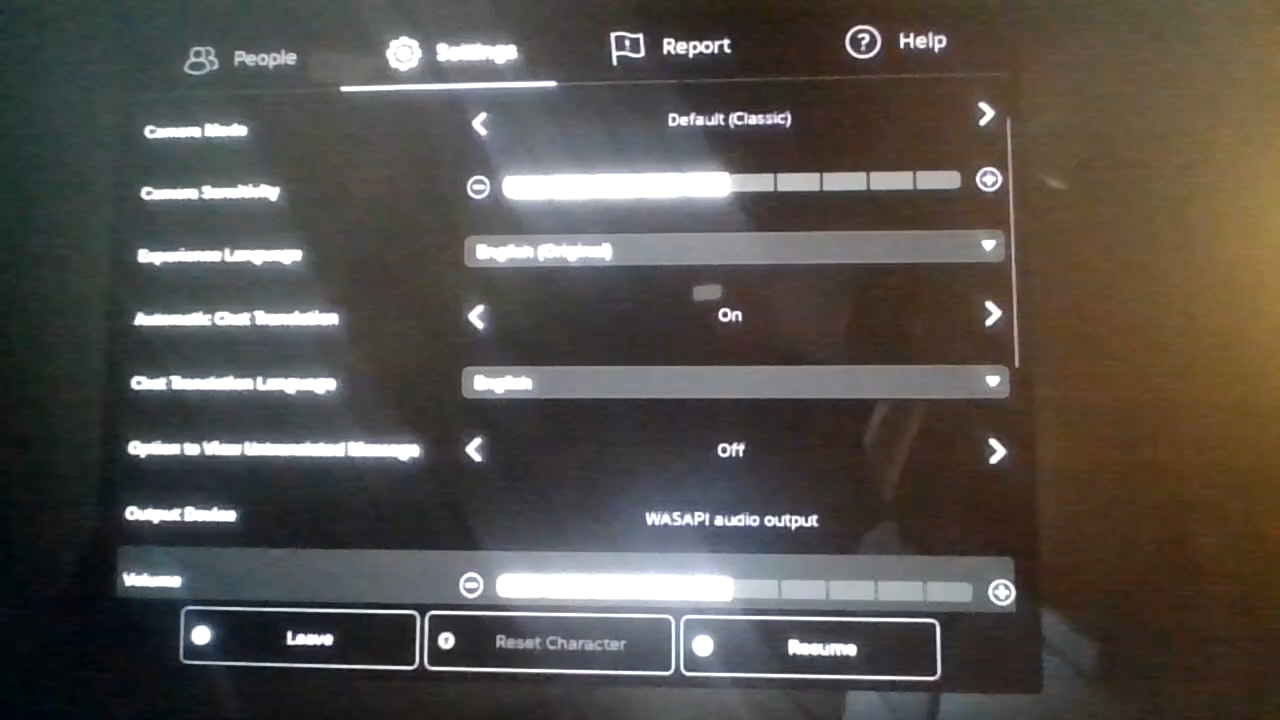 People
Settings
Report
Help
Camera Mode
Default (Classic)
Camera Sensitivity
Experience Language
English (Original)
Automatic Chat Translation
On
Chat Translation Language
English
Option to View Untranslated Message
Off
Output Device
WASAPI audio output
Volume
Leave
Y Reset Character
Resume